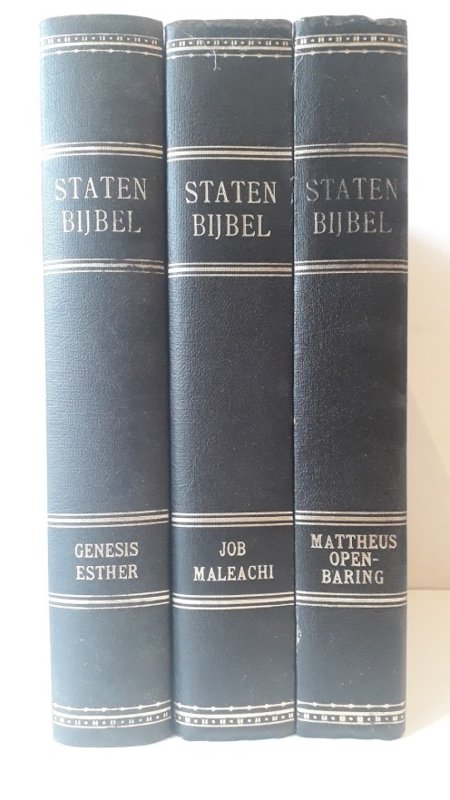 STATEN
BIJBEL
GENESIS
ESTHER
STATEN
BIJBEL
JOB
MALEACHI
STATEN
BIJBEL
MATTHEUS
OPEN-
BARING